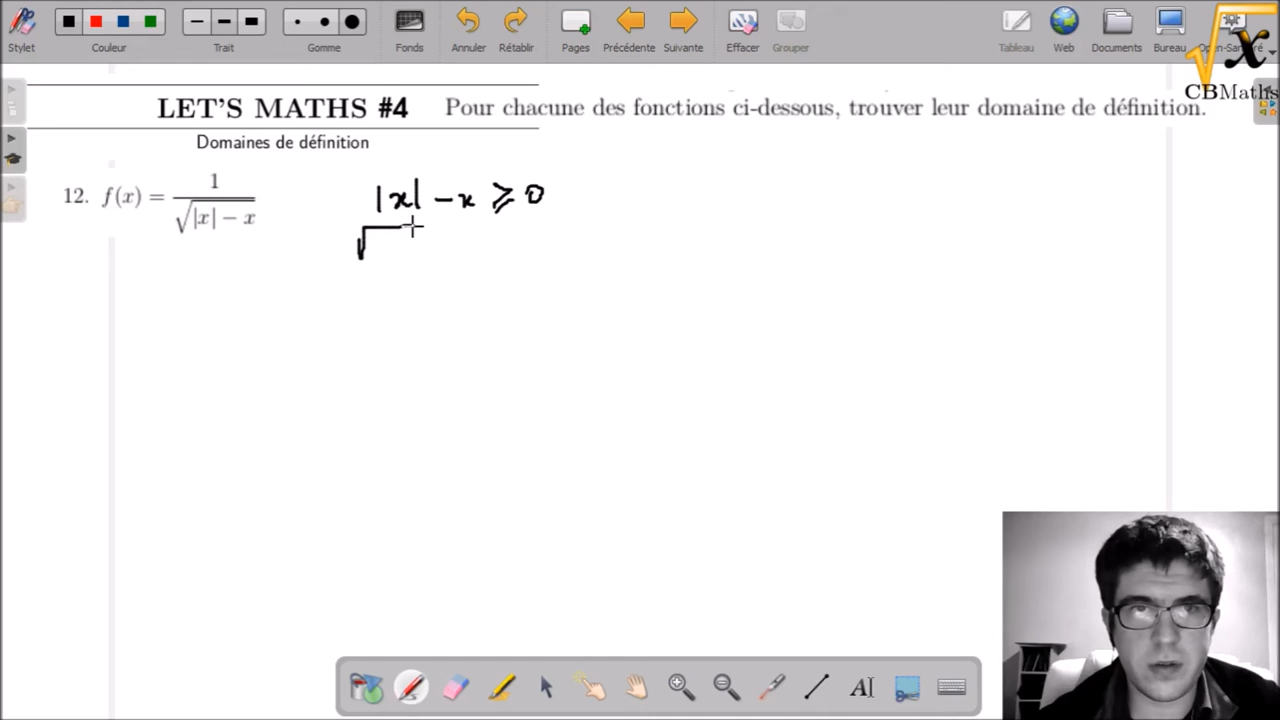 Stylet
Couleur
Trait
Gomme
Fonds
Annuler
Rétablir
Pages
Précédente
Suivante
Effacer
Grouper
Tableau
Web
Documents
Bureau
x
CBMaths
LET'S MATHS #4 Pour chacune des fonctions ci-dessous, trouver leur domaine de définition.
Domaines de définition
12. f(x) = 1/√(|x| − x)
|x| − x ⩾ 0
√
AI